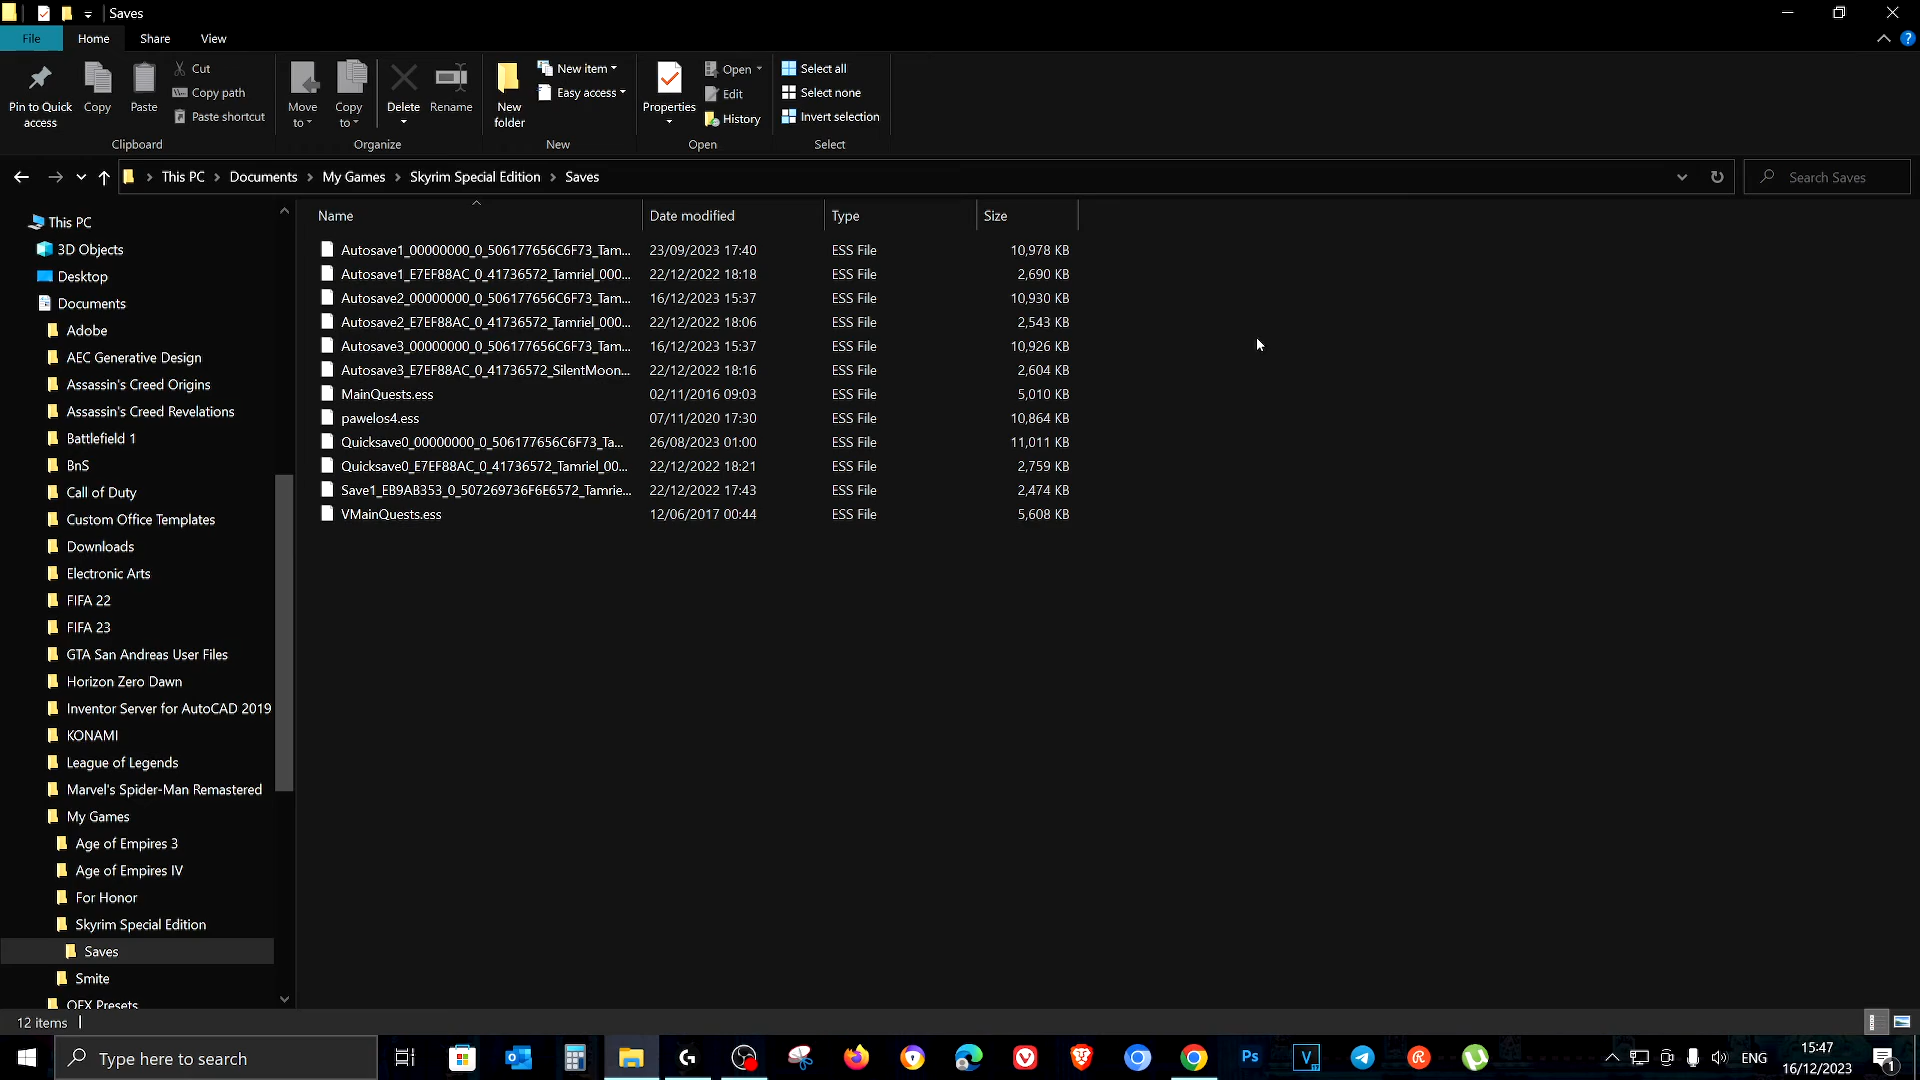 Saves
File
Home
Share
View
Pin to Quick access
Copy
Paste
Cut
Copy path
Paste shortcut
Clipboard
Move to
Copy to
Delete
Rename
Organize
New folder
New item
Easy access
New
Properties
Open
Edit
History
Open
Select all
Select none
Invert selection
Select
This PC > Documents > My Games > Skyrim Special Edition > Saves
Search Saves
This PC
3D Objects
Desktop
Documents
Adobe
AEC Generative Design
Assassin's Creed Origins
Assassin's Creed Revelations
Battlefield 1
BnS
Call of Duty
Custom Office Templates
Downloads
Electronic Arts
FIFA 22
FIFA 23
GTA San Andreas User Files
Horizon Zero Dawn
Inventor Server for AutoCAD 2019
KONAMI
League of Legends
Marvel's Spider-Man Remastered
My Games
Age of Empires 3
Age of Empires IV
For Honor
Skyrim Special Edition
Saves
Smite
OFX Presets
Name Date modified Type Size
Autosave1_00000000_0_506177656C6F73_Tam... 23/09/2023 17:40 ESS File 10,978 KB
Autosave1_E7EF88AC_0_41736572_Tamriel_000... 22/12/2022 18:18 ESS File 2,690 KB
Autosave2_00000000_0_506177656C6F73_Tam... 16/12/2023 15:37 ESS File 10,930 KB
Autosave2_E7EF88AC_0_41736572_Tamriel_000... 22/12/2022 18:06 ESS File 2,543 KB
Autosave3_00000000_0_506177656C6F73_Tam... 16/12/2023 15:37 ESS File 10,926 KB
Autosave3_E7EF88AC_0_41736572_SilentMoon... 22/12/2022 18:16 ESS File 2,604 KB
MainQuests.ess 02/11/2016 09:03 ESS File 5,010 KB
pawelos4.ess 07/11/2020 17:30 ESS File 10,864 KB
Quicksave0_00000000_0_506177656C6F73_Ta... 26/08/2023 01:00 ESS File 11,011 KB
Quicksave0_E7EF88AC_0_41736572_Tamriel_00... 22/12/2022 18:21 ESS File 2,759 KB
Save1_EB9AB353_0_507269736F6E6572_Tamrie... 22/12/2022 17:43 ESS File 2,474 KB
VMainQuests.ess 12/06/2017 00:44 ESS File 5,608 KB
12 items
Type here to search
Ps
V
ENG
15:47
16/12/2023
1